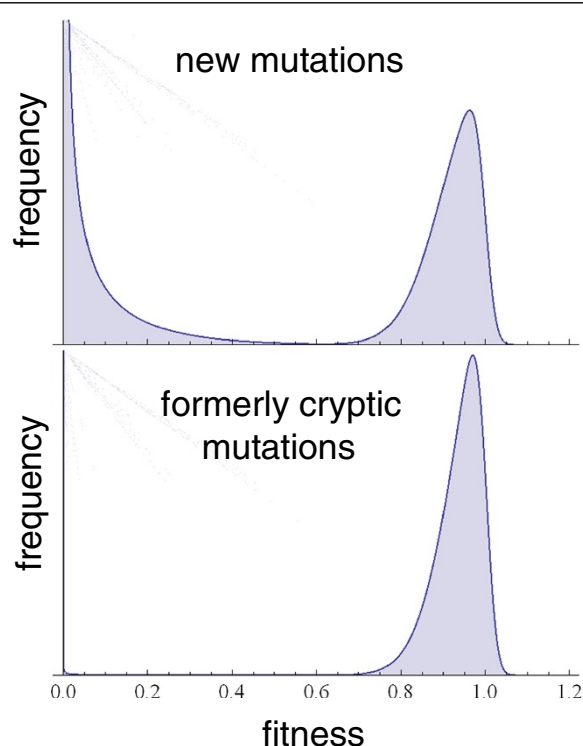 new mutations
frequency
formerly cryptic
mutations
frequency
0.0 0.2 0.4 0.6 0.8 1.0 1.2
fitness